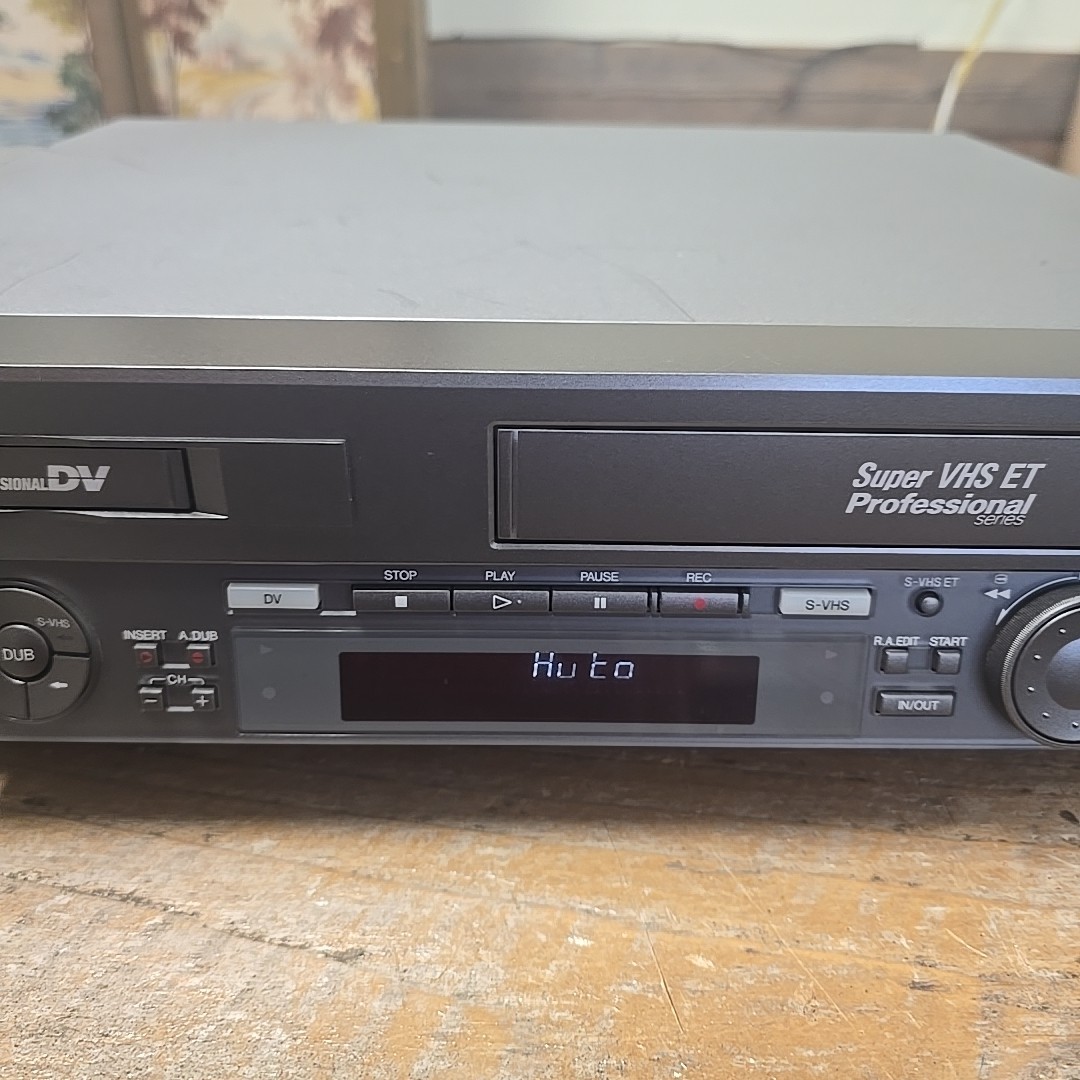 SIONAL DV
Super VHS ET
Professional
series
STOP PLAY PAUSE REC
DV
S-VHS
S-VHS ET
S-VHS
DUB
INSERT A.DUB
CH
Auto
R.A.EDIT START
IN/OUT